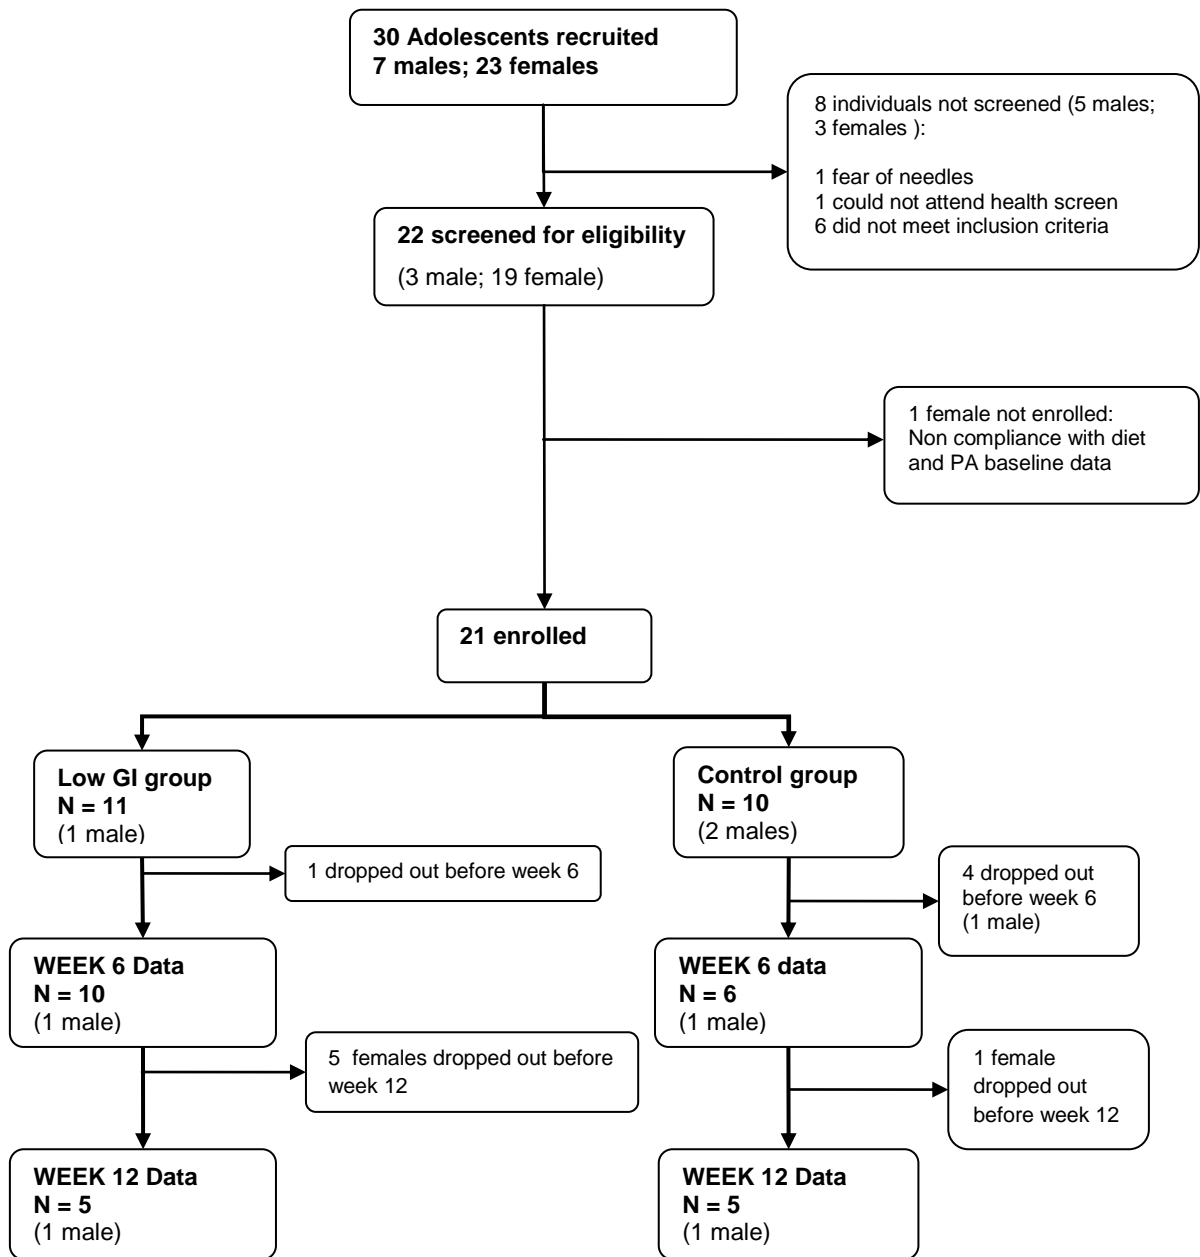 30 Adolescents recruited
7 males; 23 females
8 individuals not screened (5 males;
3 females ):
1 fear of needles
1 could not attend health screen
6 did not meet inclusion criteria
22 screened for eligibility
(3 male; 19 female)
1 female not enrolled:
Non compliance with diet
and PA baseline data
21 enrolled
Low GI group
N = 11
(1 male)
Control group
N = 10
(2 males)
1 dropped out before week 6
4 dropped out
before week 6
(1 male)
WEEK 6 Data
N = 10
(1 male)
WEEK 6 data
N = 6
(1 male)
5 females dropped out before
week 12
1 female
dropped out
before week 12
WEEK 12 Data
N = 5
(1 male)
WEEK 12 Data
N = 5
(1 male)